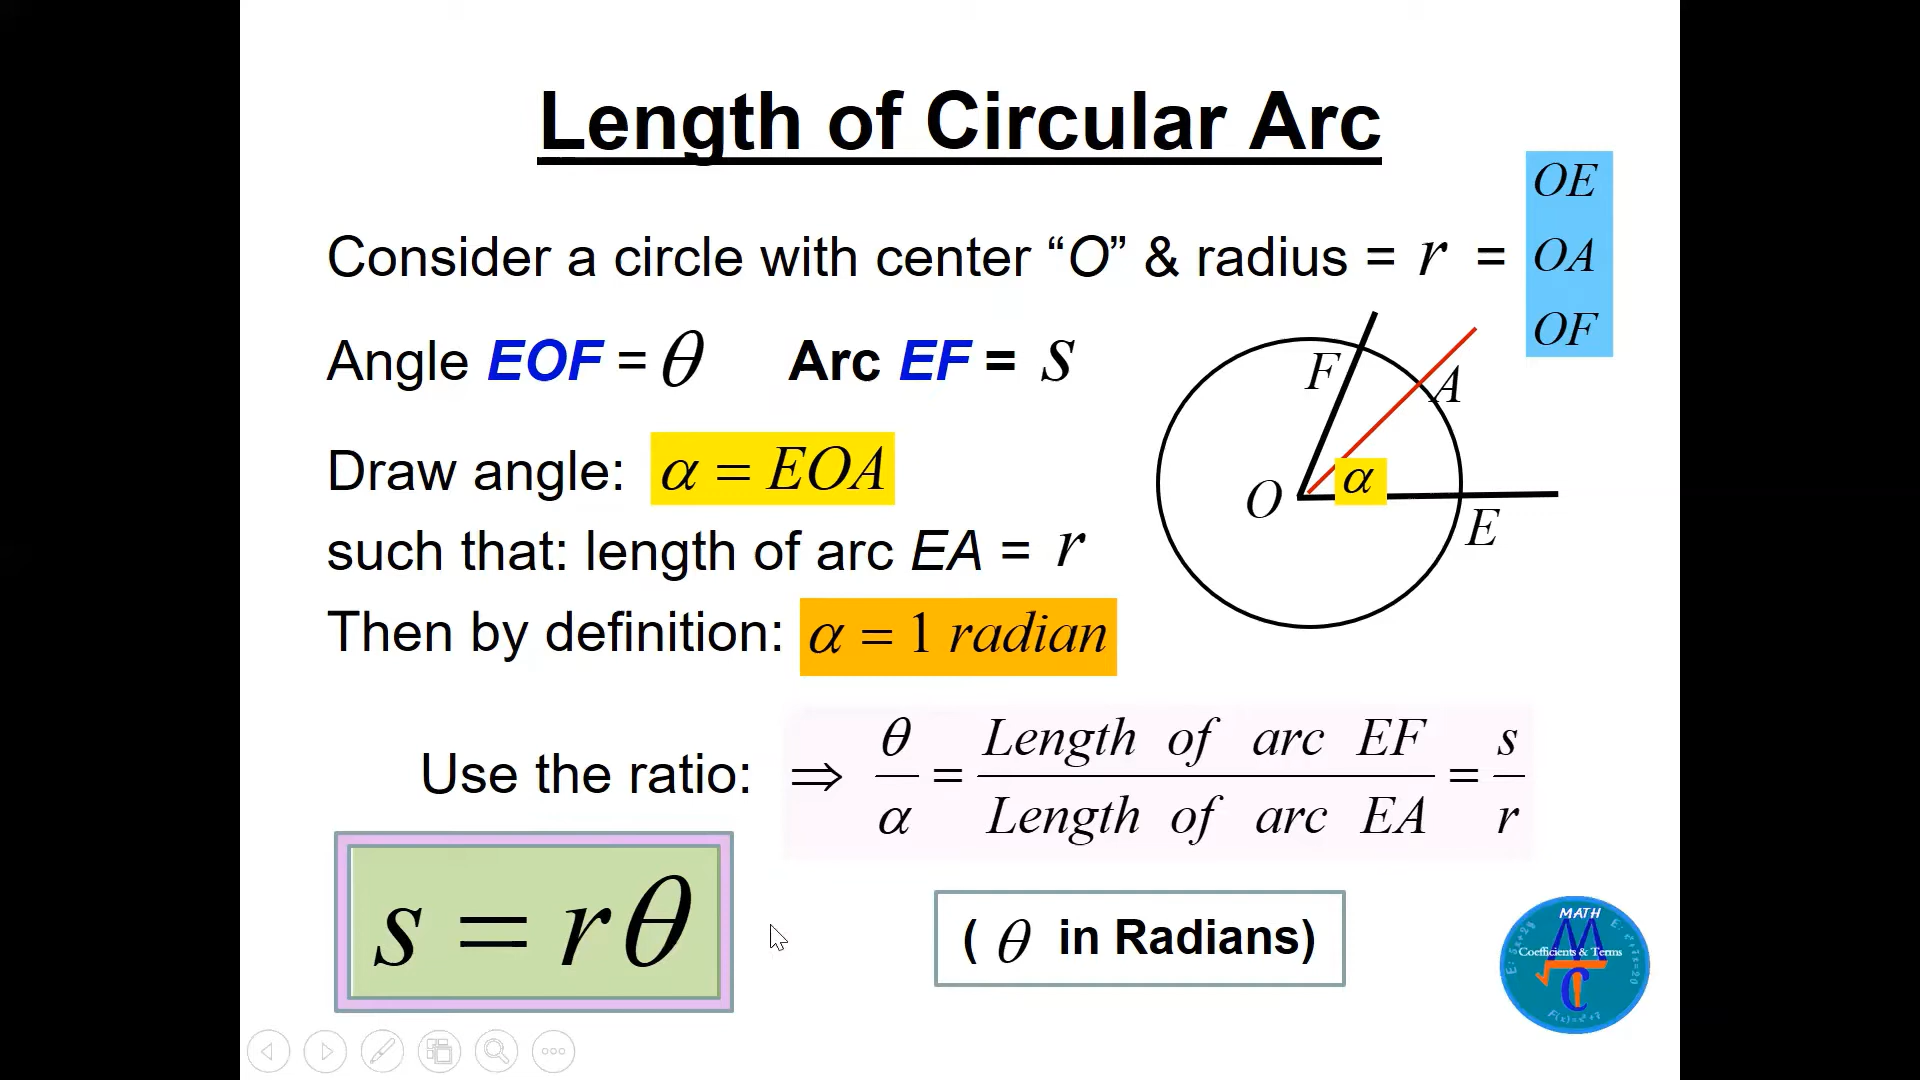 Length of Circular Arc
OE
Consider a circle with center “O” & radius = r = OA
OF
Angle EOF = θ Arc EF = s
F
A
Draw angle: α = EOA
α
O
E
such that: length of arc EA = r
Then by definition: α = 1 radian
Use the ratio: ⇒ θ/α = Length of arc EF / Length of arc EA = s/r
s = rθ
( θ in Radians)
MATH
Coefficients & Terms